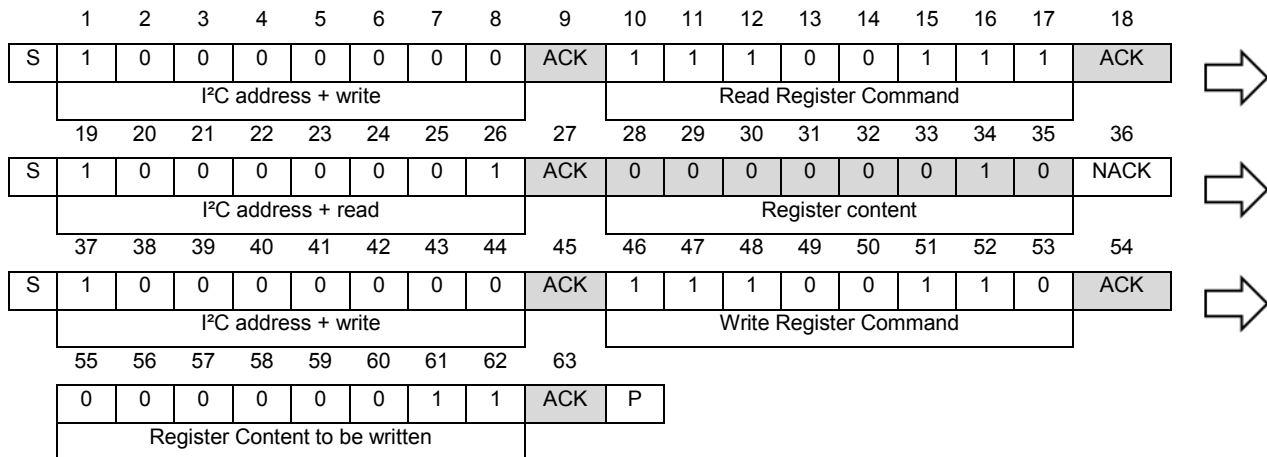 1 2 3 4 5 6 7 8 9 10 11 12 13 14 15 16 17 18
S 1 0 0 0 0 0 0 0 ACK 1 1 1 0 0 1 1 1 ACK
I²C address + write Read Register Command
19 20 21 22 23 24 25 26 27 28 29 30 31 32 33 34 35 36
S 1 0 0 0 0 0 0 1 ACK 0 0 0 0 0 0 1 0 NACK
I²C address + read Register content
37 38 39 40 41 42 43 44 45 46 47 48 49 50 51 52 53 54
S 1 0 0 0 0 0 0 0 ACK 1 1 1 0 0 1 1 0 ACK
I²C address + write Write Register Command
55 56 57 58 59 60 61 62 63
0 0 0 0 0 0 1 1 ACK P
Register Content to be written